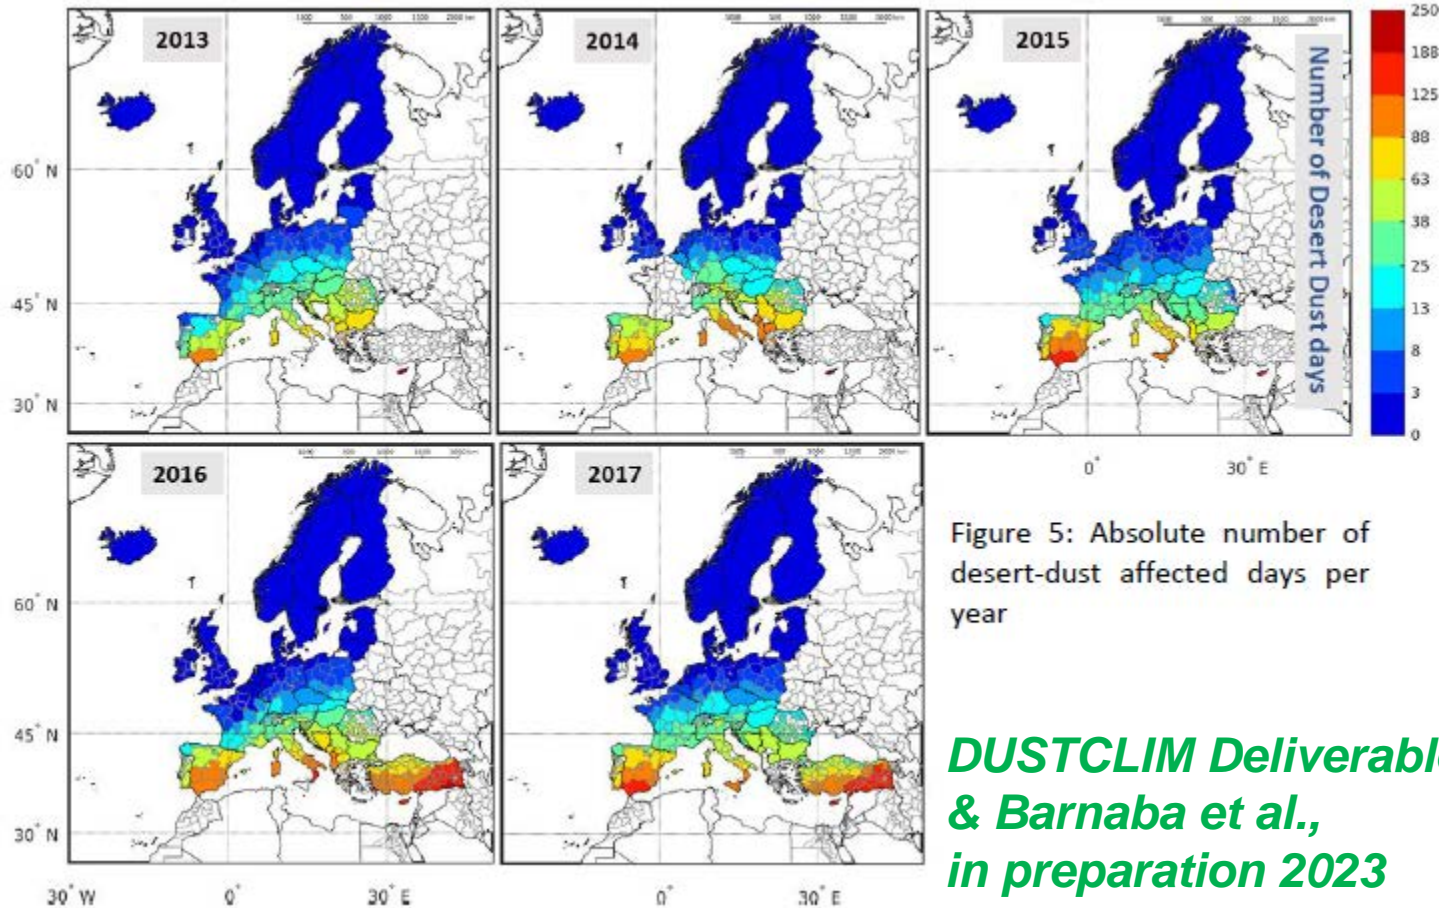 2013
2014
2015
60° N
45° N
30° N
0°
30° E
Number of Desert Dust days
250
188
125
88
63
38
25
13
8
3
0
2016
2017
60° N
45° N
30° N
30° W
0°
30° E
0°
30° E
Figure 5: Absolute number of
desert-dust affected days per
year
DUSTCLIM Deliverable
& Barnaba et al.,
in preparation 2023